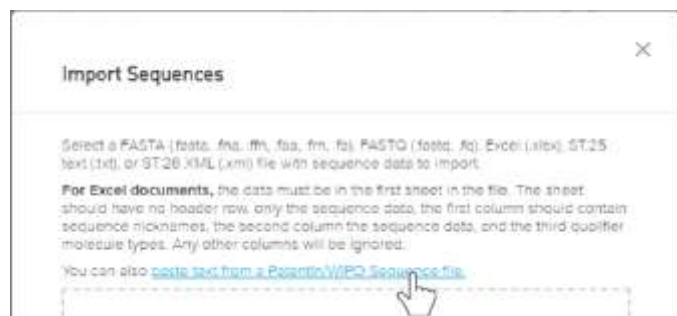 Import Sequences
Select a FASTA (.fasta, .fna, .ffn, .faa, .frn, .fa), FASTQ (.fastq, .fq), Excel (.xlsx), ST.25
text (.txt), or ST.26 XML (.xml) file with sequence data to import.
For Excel documents, the data must be in the first sheet in the file. The sheet
should have no header row, only the sequence data, the first column should contain
sequence nicknames, the second column the sequence data, and the third qualifier
molecule types. Any other columns will be ignored.
You can also paste text from a PatentIn/WIPO Sequence file.